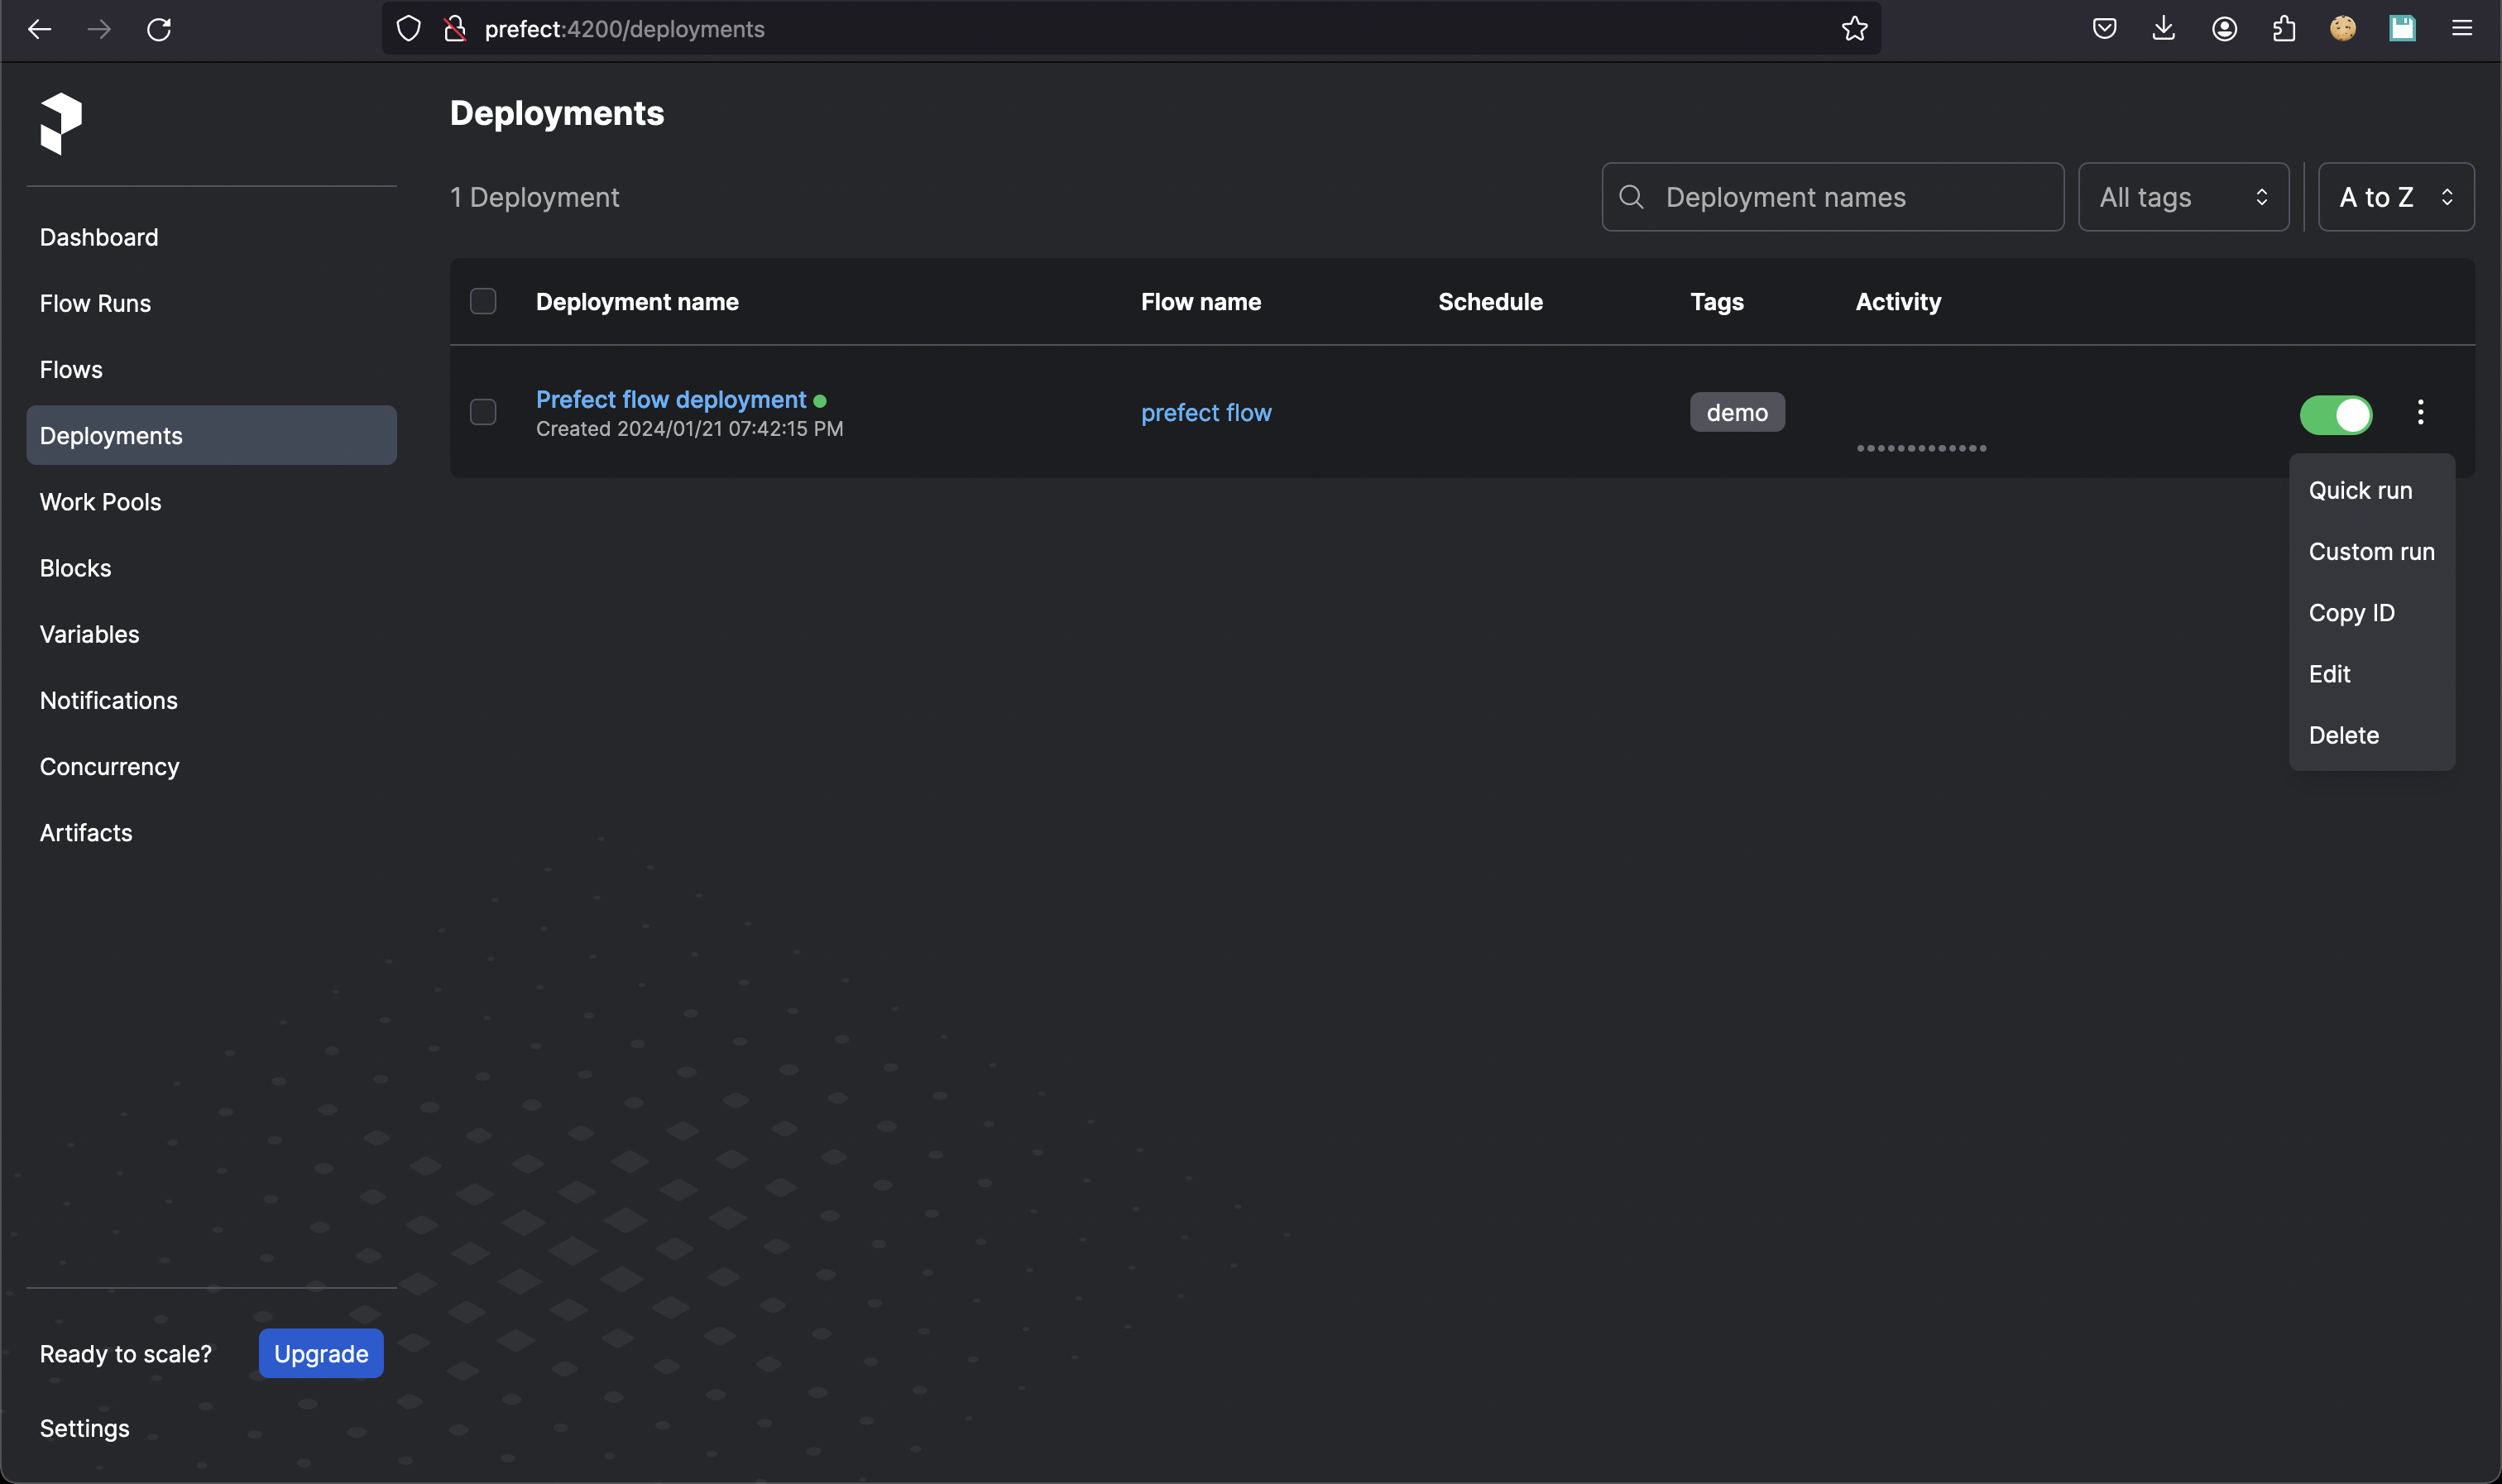 prefect:4200/deployments
Deployments
1 Deployment
Deployment names
All tags
A to Z
Dashboard
Flow Runs
Flows
Deployments
Work Pools
Blocks
Variables
Notifications
Concurrency
Artifacts
Deployment name Flow name Schedule Tags Activity
Prefect flow deployment prefect flow demo
Created 2024/01/21 07:42:15 PM
Quick run
Custom run
Copy ID
Edit
Delete
Ready to scale? Upgrade
Settings